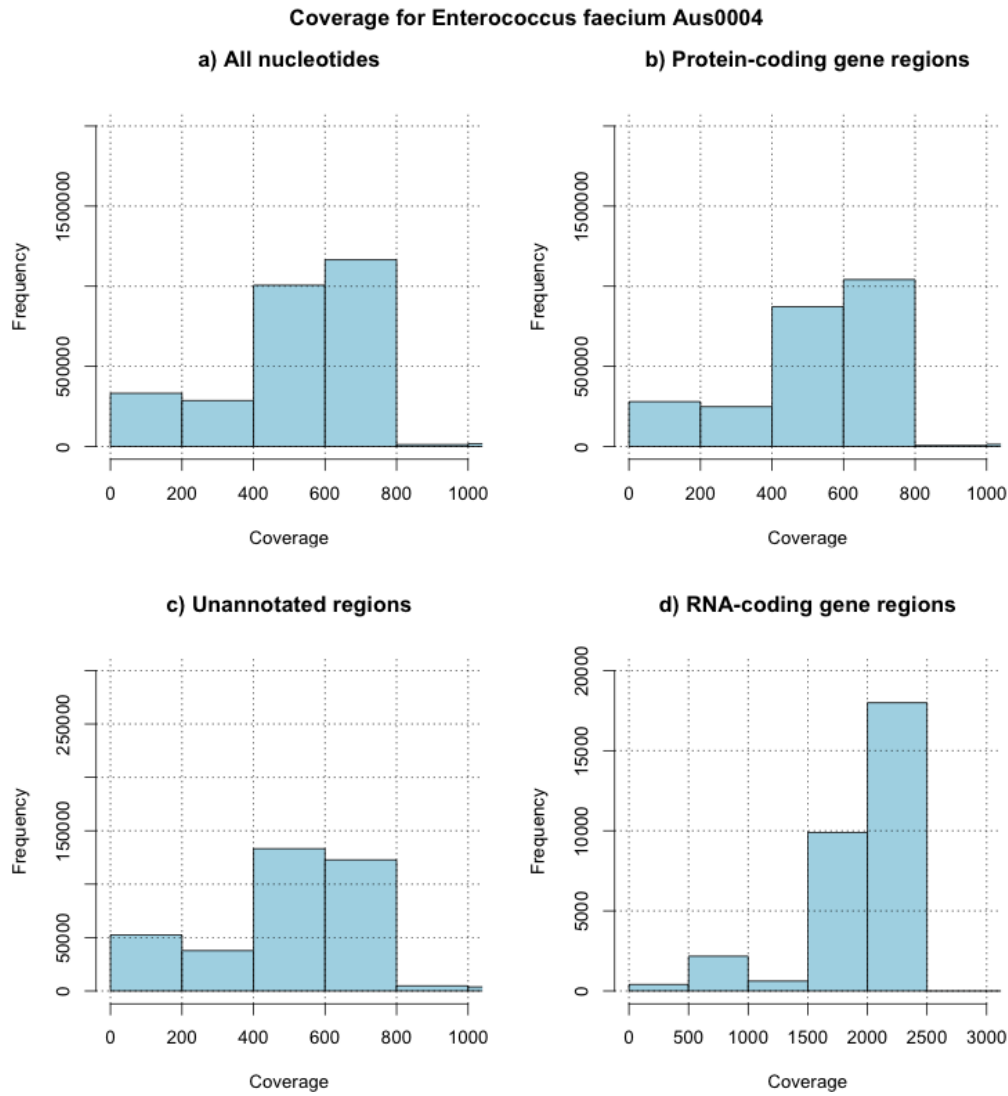 Coverage for Enterococcus faecium Aus0004
a) All nucleotides
Frequency
0 500000 1500000
0 200 400 600 800 1000
Coverage
b) Protein-coding gene regions
Frequency
0 500000 1500000
0 200 400 600 800 1000
Coverage
c) Unannotated regions
Frequency
0 50000 150000 250000
0 200 400 600 800 1000
Coverage
d) RNA-coding gene regions
Frequency
0 5000 10000 15000 20000
0 500 1000 1500 2000 2500 3000
Coverage